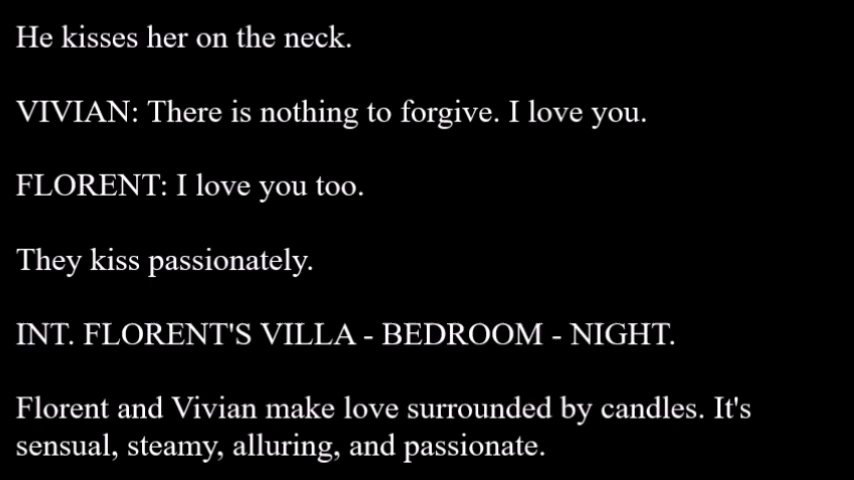 He kisses her on the neck.
VIVIAN: There is nothing to forgive. I love you.
FLORENT: I love you too.
They kiss passionately.
INT. FLORENT'S VILLA - BEDROOM - NIGHT.
Florent and Vivian make love surrounded by candles. It's
sensual, steamy, alluring, and passionate.